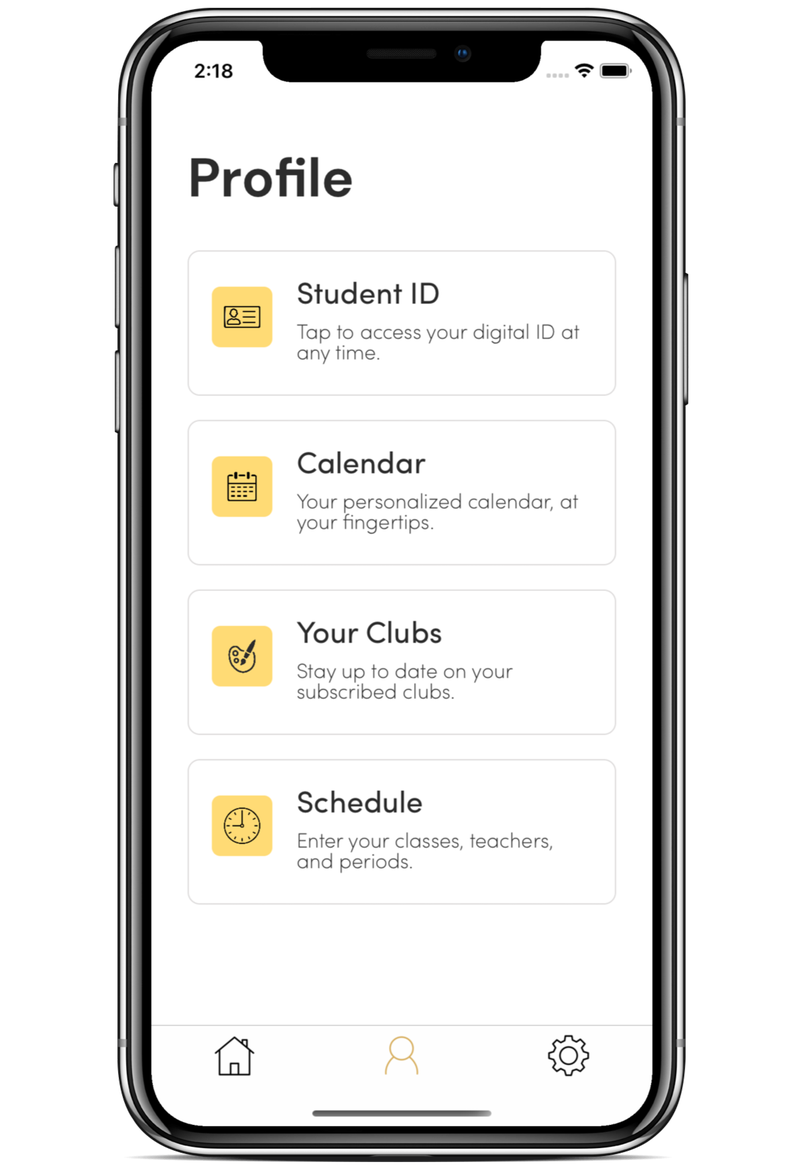 2:18
Profile
Student ID
Tap to access your digital ID at
any time.
Calendar
Your personalized calendar, at
your fingertips.
Your Clubs
Stay up to date on your
subscribed clubs.
Schedule
Enter your classes, teachers,
and periods.